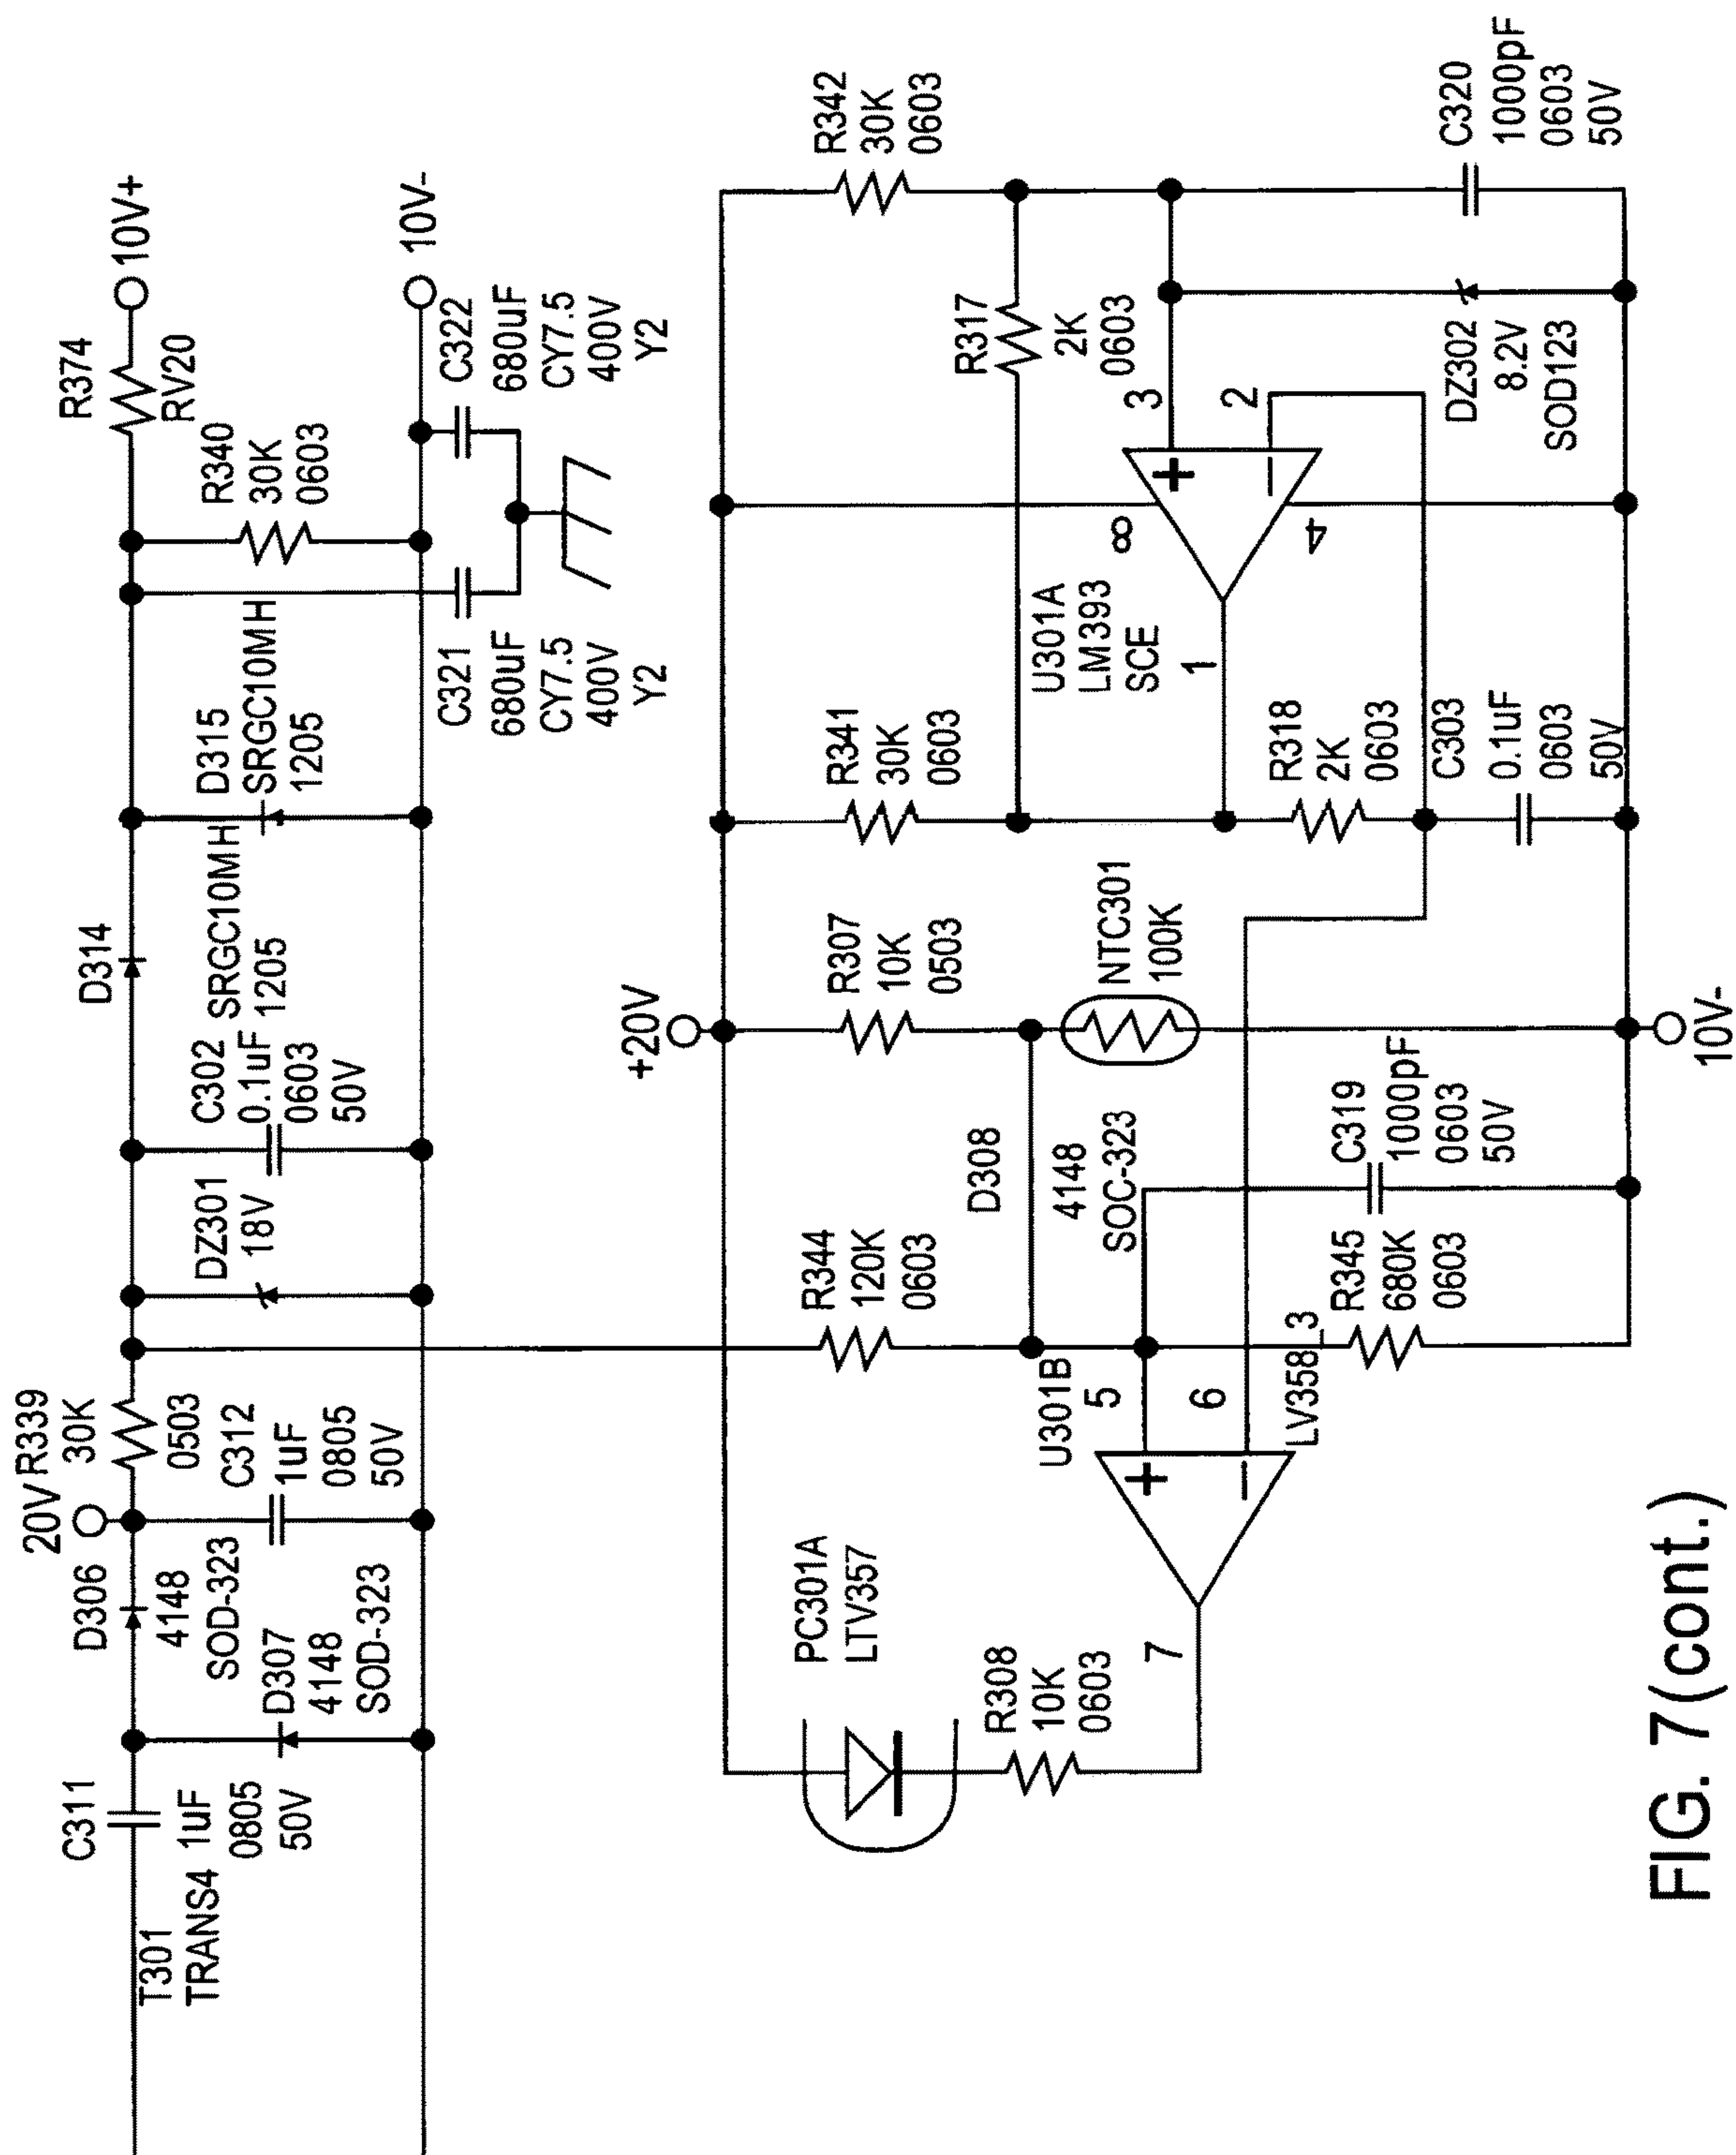 C311
1uF
0805
50V
T301
TRANS4
D307
4148
SOD-323
D306
4148
SOD-323
20V
R339
30K
0503
C312
1uF
0805
50V
DZ301
18V
C302
0.1uF
0603
50V
D314
SRGC10MH
1205
D315
SRGC10MH
1205
R340
30K
0603
R374
RV20
10V+
10V-
C321
680uF
CY7.5
400V
Y2
C322
680uF
CY7.5
400V
Y2
PC301A
LTV357
R308
10K
0603
7
U301B
5
6
+
−
LV358
3
R344
120K
0603
R345
680K
0603
C319
1000pF
0603
50V
D308
4148
SOC-323
+20V
R307
10K
0503
NTC301
100K
10V-
R341
30K
0603
R318
2K
0603
C303
0.1uF
0603
50V
U301A
LM393
SCE
1
8
4
+
−
3
2
R317
2K
0603
R342
30K
0603
DZ302
8.2V
SOD123
C320
1000pF
0603
50V
FIG. 7(cont.)